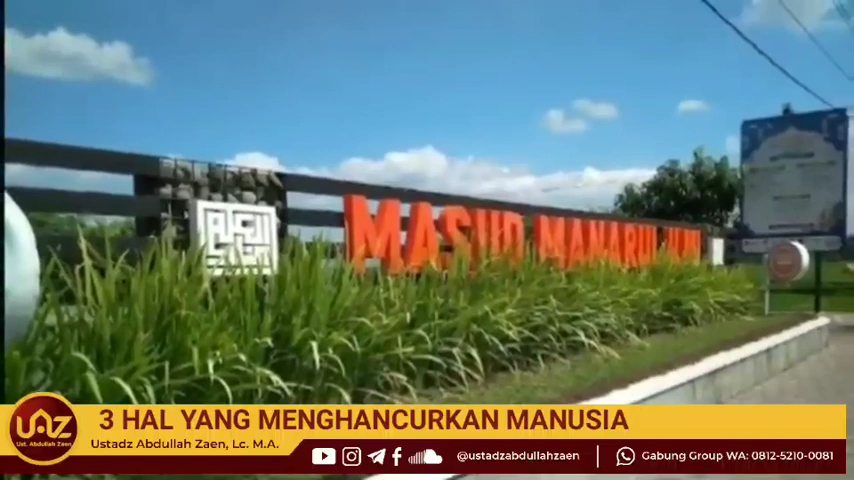 MASJID MANARUL ILMI
UAZ
Ust. Abdullah Zaen
3 HAL YANG MENGHANCURKAN MANUSIA
Ustadz Abdullah Zaen, Lc. M.A.
@ustadzabdullahzaen
Gabung Group WA: 0812-5210-0081